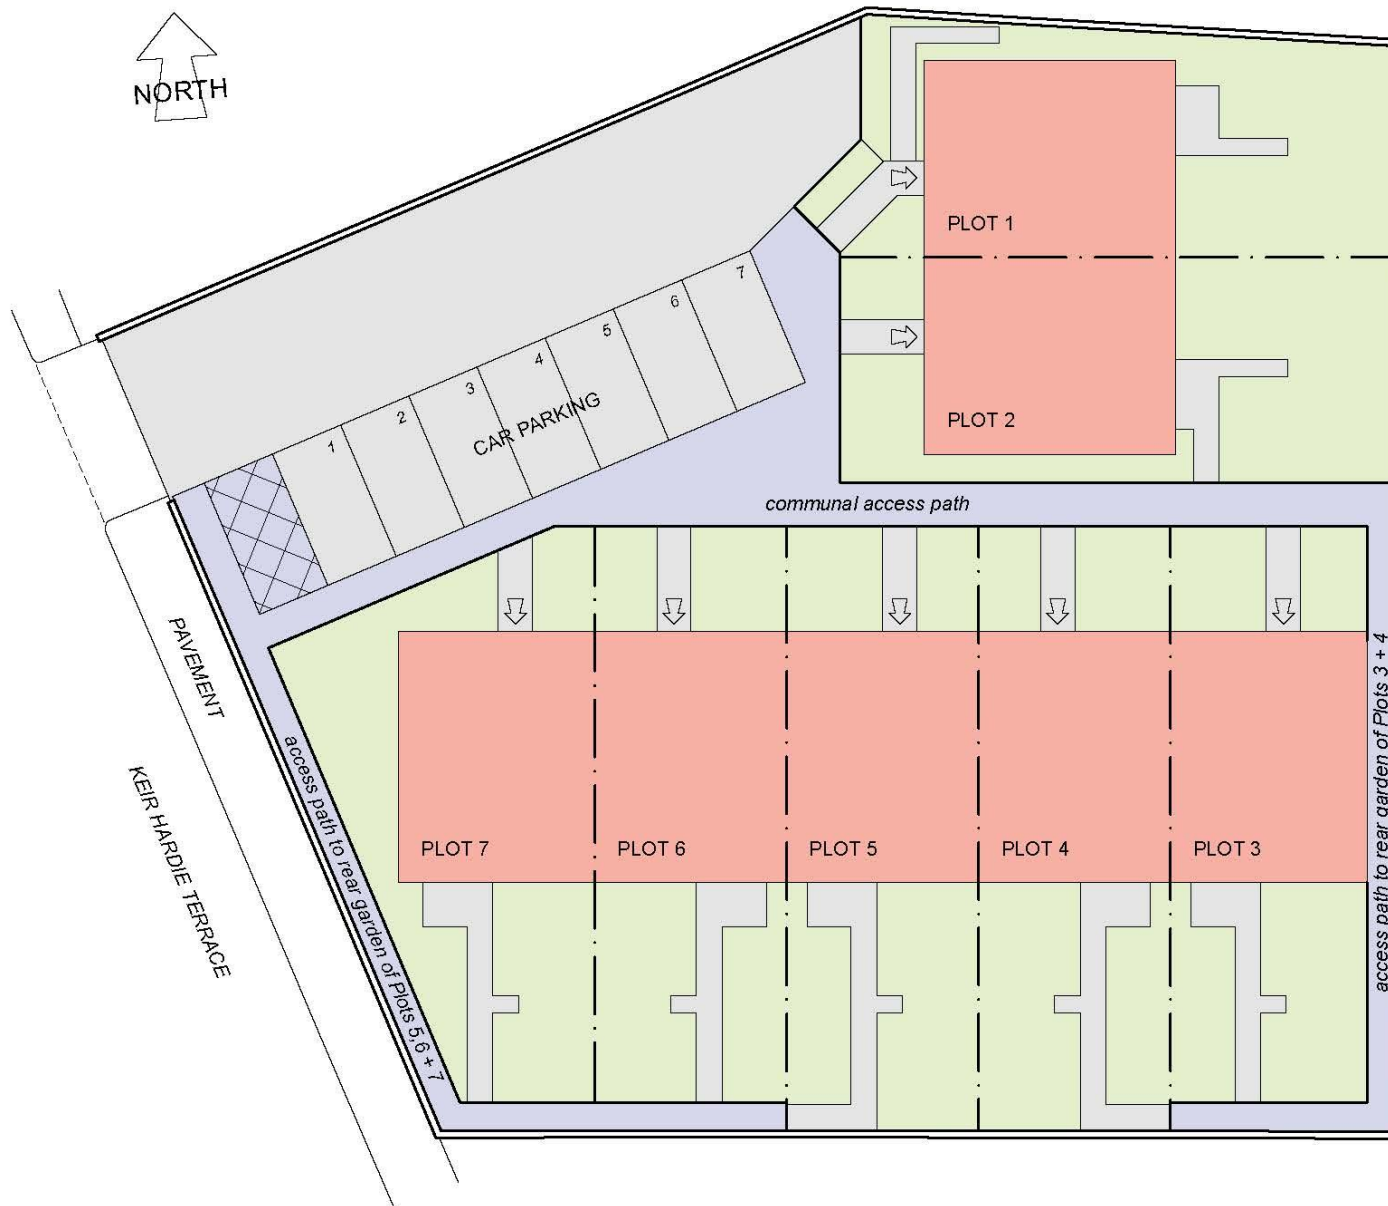 NORTH
PLOT 1
7
6
5
4
3
2
1
CAR PARKING
PLOT 2
communal access path
PAVEMENT
KEIR HARDIE TERRACE
access path to rear garden of Plots 5,6 + 7
PLOT 7
PLOT 6
PLOT 5
PLOT 4
PLOT 3
access path to rear garden of Plots 3 + 4